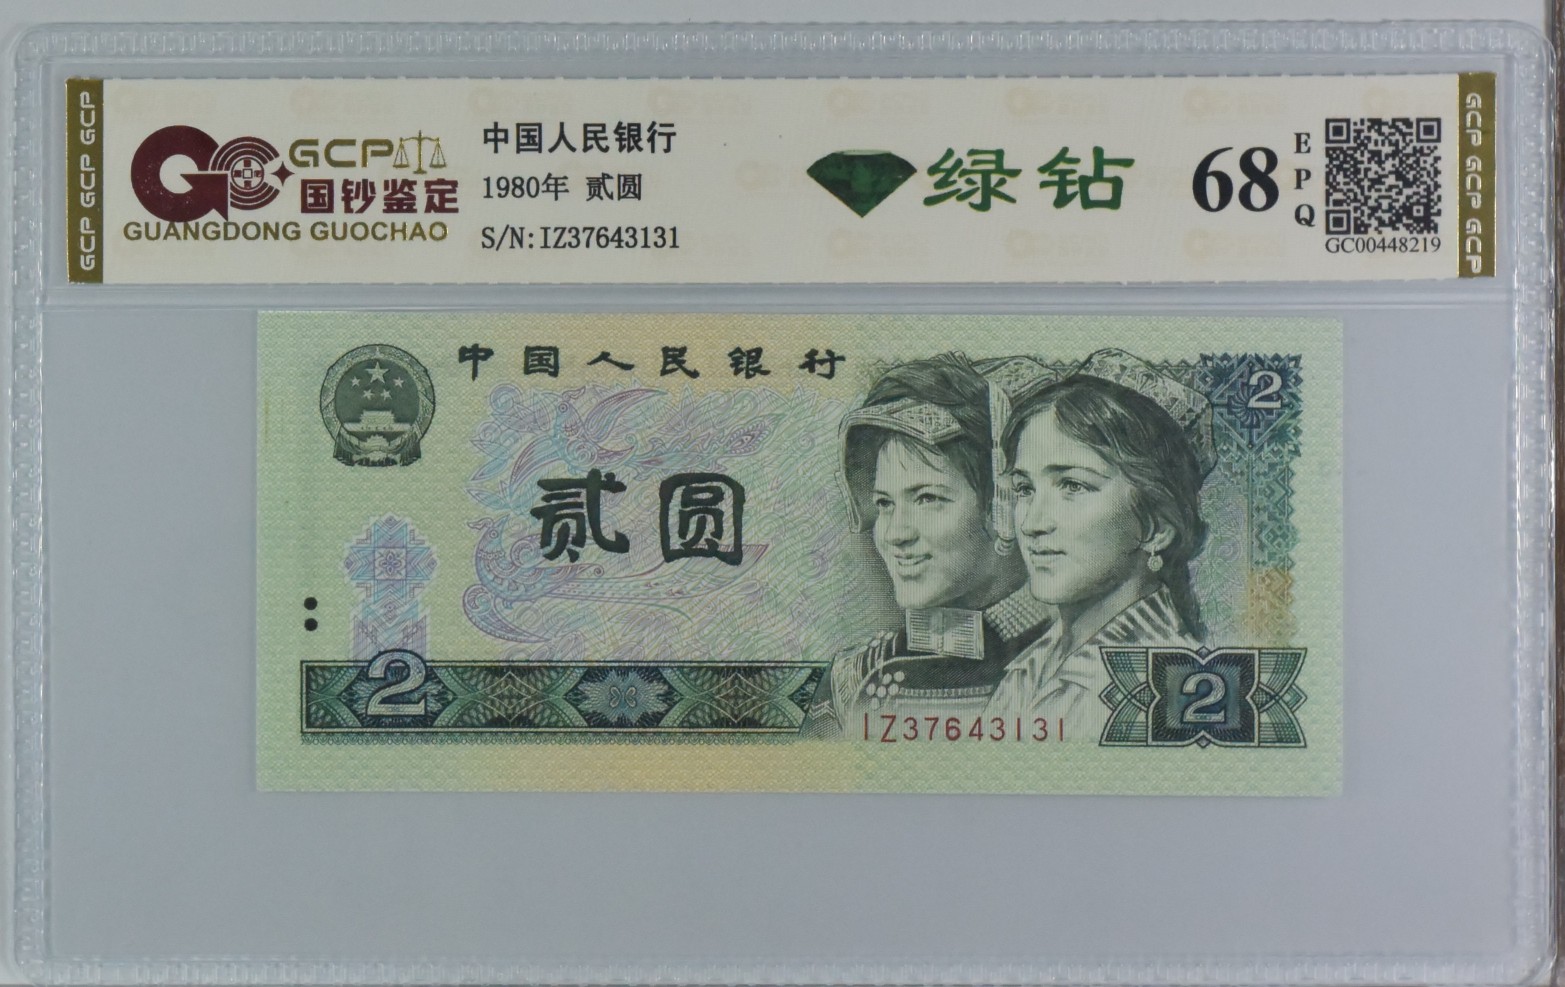 GCP GCP GCP
GCP
国钞鉴定
GUANGDONG GUOCHAO
中国人民银行
1980年 贰圆
S/N:IZ37643131
绿钻
68
EPQ
GC00448219
GCP GCP GCP
中国人民银行
2
贰圆
2
IZ37643131
2